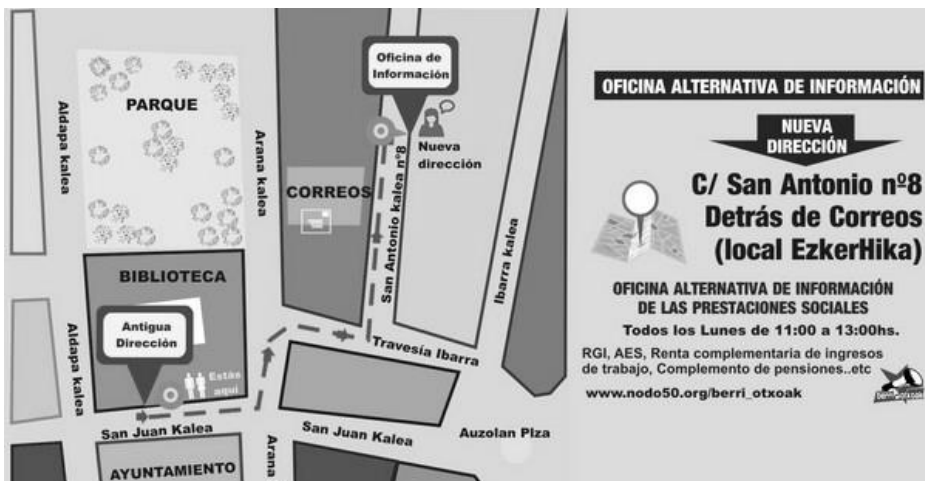 Oficina de
Información
PARQUE
Aldapa kalea
Arana kalea
Nueva
dirección
CORREOS
San Antonio kalea nº8
Ibarra kalea
BIBLIOTECA
Antigua
Dirección
Estás
aquí
Aldapa kalea
Travesía Ibarra
San Juan Kalea
San Juan Kalea
Auzolan Plza
Arana
AYUNTAMIENTO
OFICINA ALTERNATIVA DE INFORMACIÓN
NUEVA
DIRECCIÓN
C/ San Antonio nº8
Detrás de Correos
(local EzkerHika)
OFICINA ALTERNATIVA DE INFORMACIÓN
DE LAS PRESTACIONES SOCIALES
Todos los Lunes de 11:00 a 13:00hs.
RGI, AES, Renta complementaria de ingresos
de trabajo, Complemento de pensiones..etc
www.nodo50.org/berri_otxoak
berri otxoak